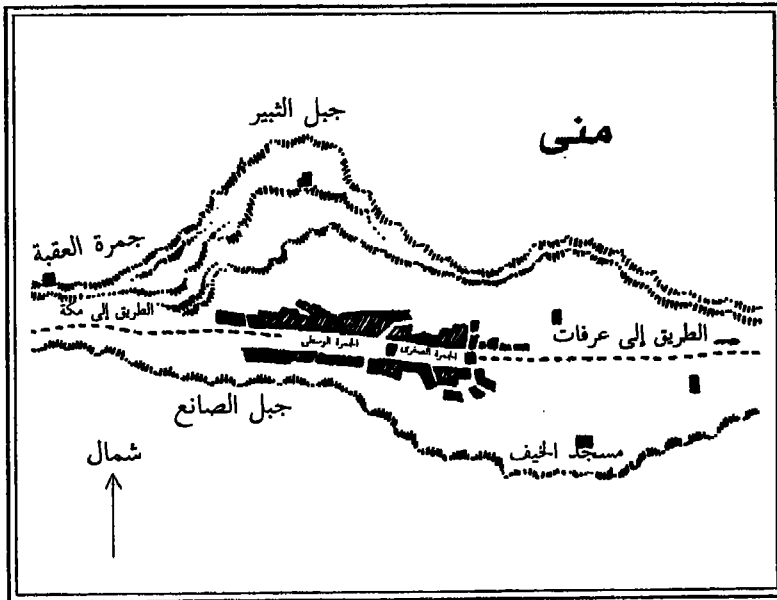 منى
جبل الثبير
جمرة العقبة
الطريق إلى مكة
الجمرة الوسطى
الجمرة الصغرى
الطريق إلى عرفات
جبل الصانع
مسجد الخيف
شمال